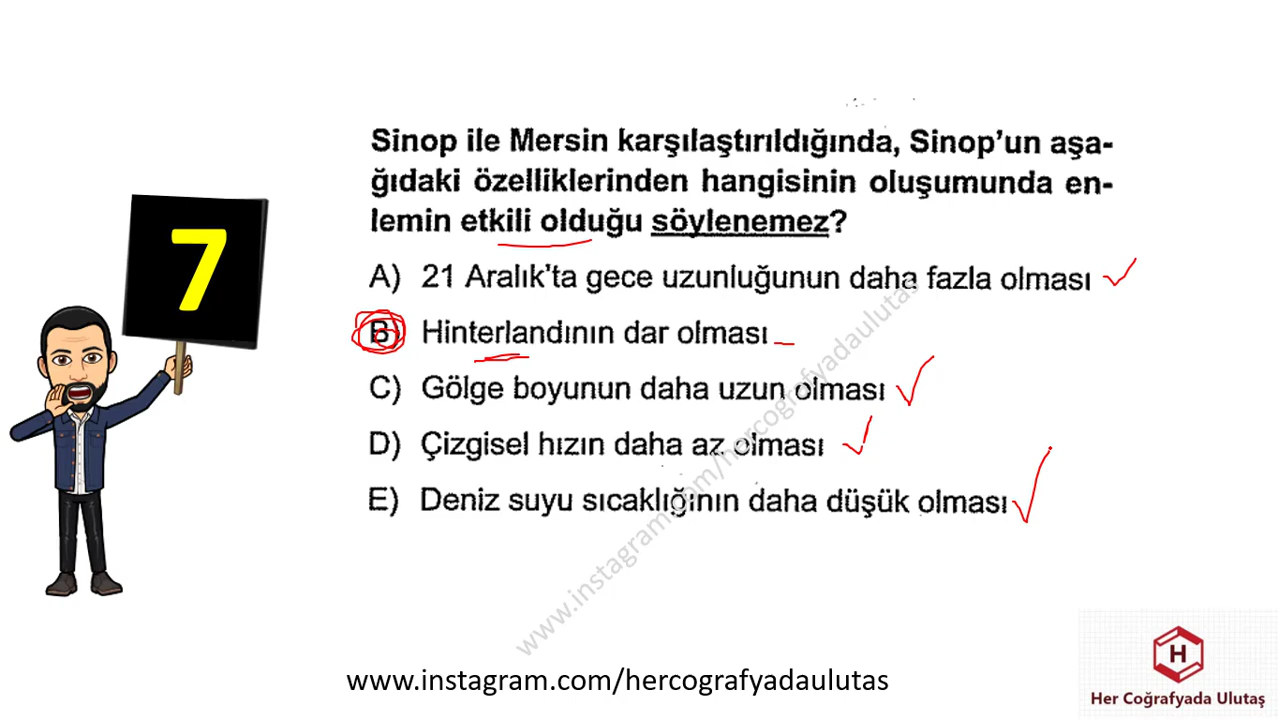 7
Sinop ile Mersin karşılaştırıldığında, Sinop'un aşa-
ğıdaki özelliklerinden hangisinin oluşumunda en-
lemin etkili olduğu söylenemez?
A) 21 Aralık'ta gece uzunluğunun daha fazla olması
B) Hinterlandının dar olması
C) Gölge boyunun daha uzun olması
D) Çizgisel hızın daha az olması
E) Deniz suyu sıcaklığının daha düşük olması
www.instagram.com/hercografyadaulutas
www.instagram.com/hercografyadaulutas
H
Her Coğrafyada Ulutaş